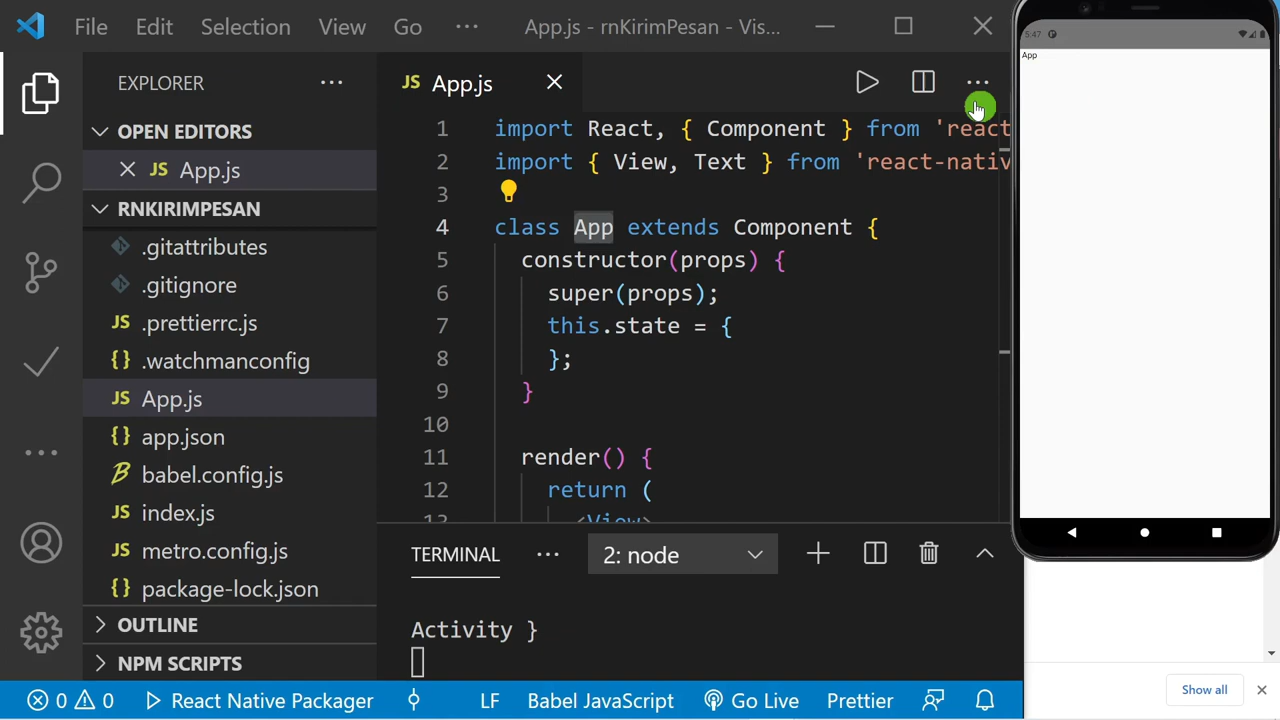 File Edit Selection View Go ··· App.js - rnKirimPesan - Vis...
EXPLORER ···
OPEN EDITORS
JS App.js
RNKIRIMPESAN
.gitattributes
.gitignore
JS .prettierrc.js
{} .watchmanconfig
JS App.js
{} app.json
babel.config.js
JS index.js
JS metro.config.js
{} package-lock.json
OUTLINE
NPM SCRIPTS
JS App.js
1 import React, { Component } from 'react
2 import { View, Text } from 'react-nativ
3
4 class App extends Component {
5 constructor(props) {
6 super(props);
7 this.state = {
8 };
9 }
10
11 render() {
12 return (
13 <View>
TERMINAL ··· 2: node
Activity }
0 0 React Native Packager LF Babel JavaScript Go Live Prettier
5:47
App
Show all